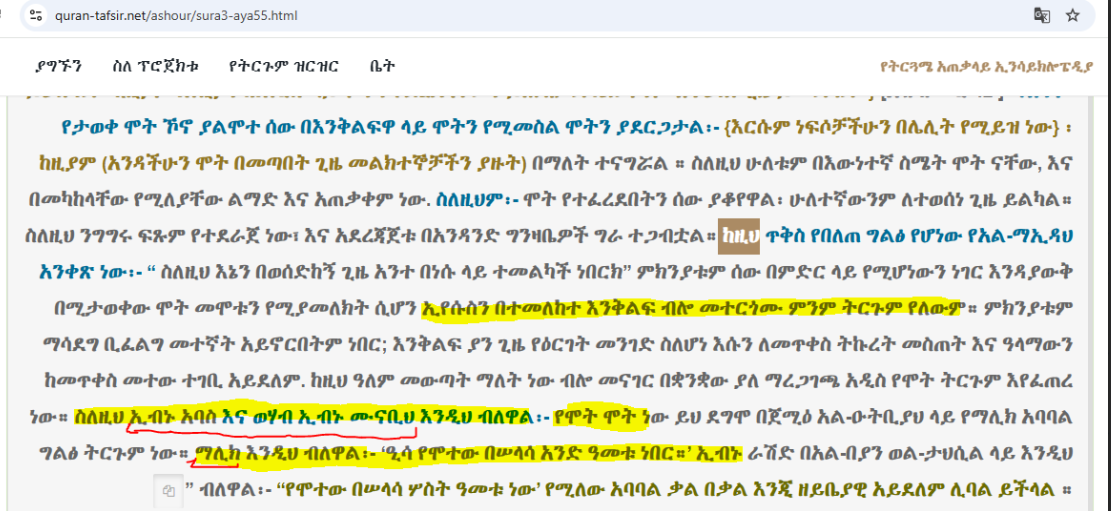 quran-tafsir.net/ashour/sura3-aya55.html
ያግኙን ስለ ፕሮጀክቱ የትርጉም ዝርዝር ቤት
የትርጓሜ አጠቃላይ ኢንሳይክሎፔዲያ
የታወቀ ሞት ኾኖ ያልሞተ ሰው በእንቅልፍዋ ላይ ሞትን የሚመስል ሞትን ያደርጋታል፡- {እርሱም ነፍሶቻችሁን በሌሊት የሚይዝ ነው} ፡
ከዚያም (አንዳችሁን ሞት በመጣበት ጊዜ መልክተኞቻችን ያዙት) በማለት ተናግሯል ። ስለዚህ ሁለቱም በእውነተኛ ስሜት ሞት ናቸው, እና
በመካከላቸው የሚለያቸው ልማድ እና አጠቃቀም ነው. ስለዚህም፡- ሞት የተፈረደበትን ሰው ያቆየዋል፡ ሁለተኛውንም ለተወሰነ ጊዜ ይልካል።
ስለዚህ ንግግሩ ፍጹም የተደራጀ ነው፣ እና አደረጃጀቱ በአንዳንድ ግንዛቤዎች ግራ ተጋብቷል። ከዚህ ጥቅስ የበለጠ ግልፅ የሆነው የአል-ማኢዳህ
አንቀጽ ነው፡- “ ስለዚህ እኔን በወሰድከኝ ጊዜ አንተ በነሱ ላይ ተመልካች ነበርክ” ምክንያቱም ሰው በምድር ላይ የሚሆነውን ነገር እንዳያውቅ
በሚታወቀው ሞት መሞቱን የሚያመለክት ሲሆን ኢየሱስን በተመለከተ እንቅልፍ ብሎ መተርጎሙ ምንም ትርጉም የለውም። ምክንያቱም
ማሳደግ ቢፈልግ መተኛት አይኖርበትም ነበር; እንቅልፍ ያን ጊዜ የዕርገት መንገድ ስለሆነ እሱን ለመጥቀስ ትኩረት መስጠት እና ዓላማውን
ከመጥቀስ መተው ተገቢ አይደለም. ከዚህ ዓለም መውጣት ማለት ነው ብሎ መናገር በቋንቋው ያለ ማረጋገጫ አዲስ የሞት ትርጉም እየፈጠረ
ነው። ስለዚህ ኢብኑ አባስ እና ወሃብ ኢብኑ ሙናቢህ እንዲህ ብለዋል፡- የሞት ሞት ነው ይህ ደግሞ በጀሚዕ አል-ዑትቢያህ ላይ የማሊክ አባባል
ግልፅ ትርጉም ነው። ማሊክ እንዲህ ብለዋል፡- ‘ዒሳ የሞተው በሠላሳ አንድ ዓመቱ ነበር።’ ኢብኑ ራሽድ በአል-በያን ወል-ታህሲል ላይ እንዲህ
” ብለዋል፡- “የሞተው በሠላሳ ሦስት ዓመቱ ነው’ የሚለው አባባል ቃል በቃል እንጂ ዘይቤያዊ አይደለም ሊባል ይችላል ።